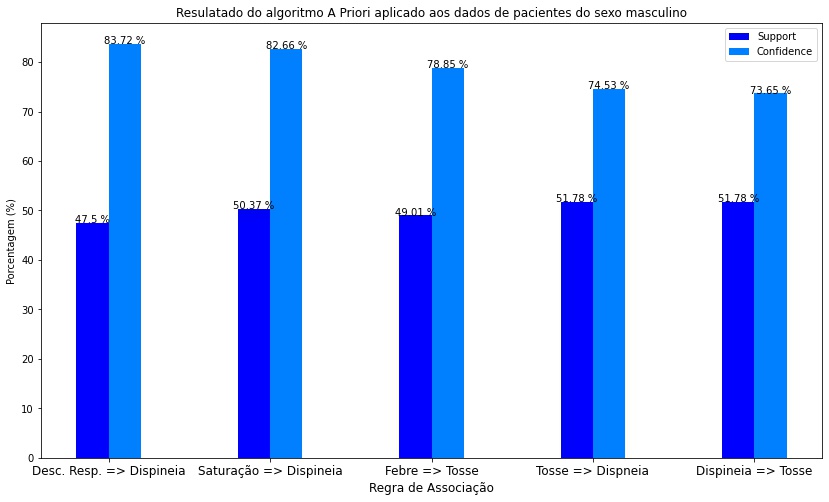 Resulatado do algoritmo A Priori aplicado aos dados de pacientes do sexo masculino
Support
Confidence
83.72 %
82.66 %
78.85 %
74.53 %
73.65 %
47.5 %
50.37 %
49.01 %
51.78 %
51.78 %
Porcentagem (%)
80
70
60
50
40
30
20
10
0
Desc. Resp. => Dispineia
Saturação => Dispineia
Febre => Tosse
Tosse => Dispneia
Dispineia => Tosse
Regra de Associação